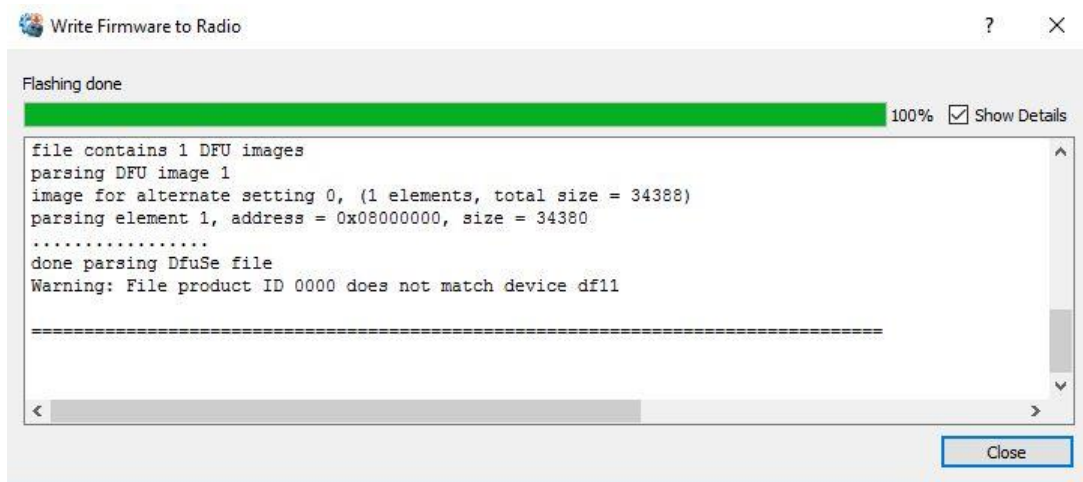 Write Firmware to Radio
?
Flashing done
100% Show Details
file contains 1 DFU images
parsing DFU image 1
image for alternate setting 0, (1 elements, total size = 34388)
parsing element 1, address = 0x08000000, size = 34380
.................
done parsing DfuSe file
Warning: File product ID 0000 does not match device df11
=================================================================================
Close